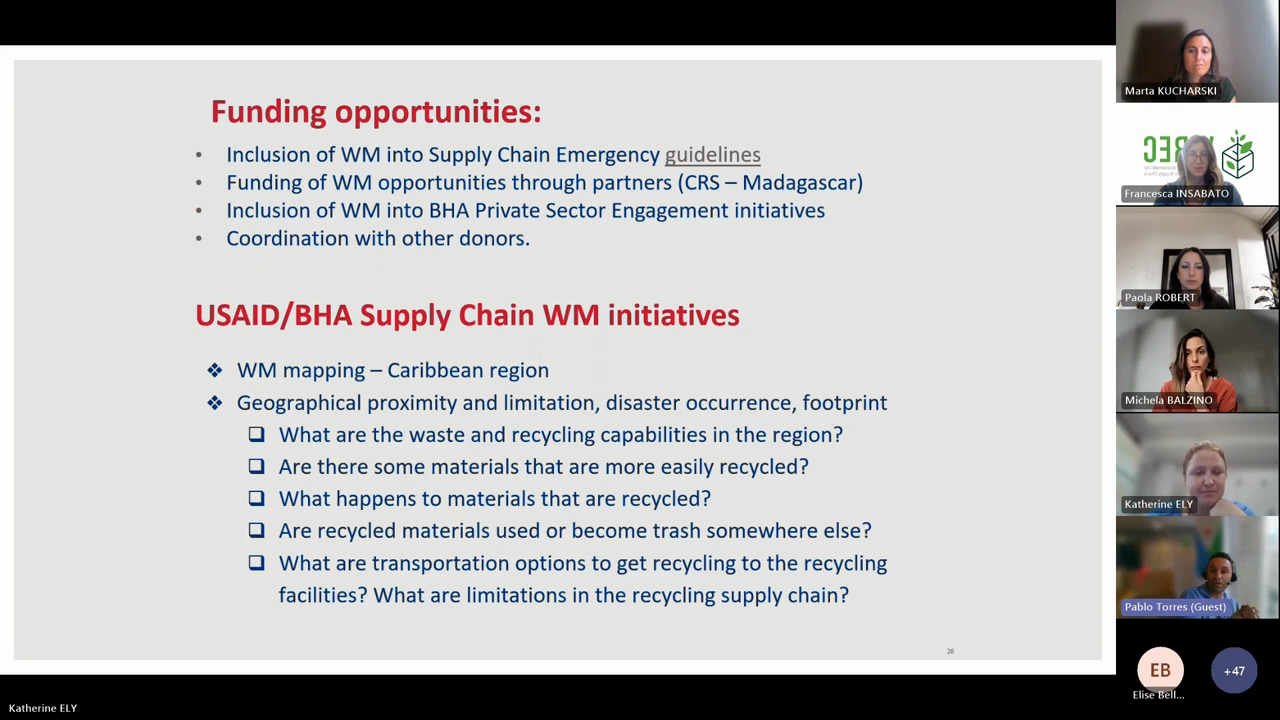 Funding opportunities:
• Inclusion of WM into Supply Chain Emergency guidelines
• Funding of WM opportunities through partners (CRS – Madagascar)
• Inclusion of WM into BHA Private Sector Engagement initiatives
• Coordination with other donors.
USAID/BHA Supply Chain WM initiatives
❖ WM mapping – Caribbean region
❖ Geographical proximity and limitation, disaster occurrence, footprint
❑ What are the waste and recycling capabilities in the region?
❑ Are there some materials that are more easily recycled?
❑ What happens to materials that are recycled?
❑ Are recycled materials used or become trash somewhere else?
❑ What are transportation options to get recycling to the recycling
facilities? What are limitations in the recycling supply chain?
26
Marta KUCHARSKI
Francesca INSABATO
Paola ROBERT
Michela BALZINO
Katherine ELY
Pablo Torres (Guest)
EB
Elise Bell...
+47
Katherine ELY